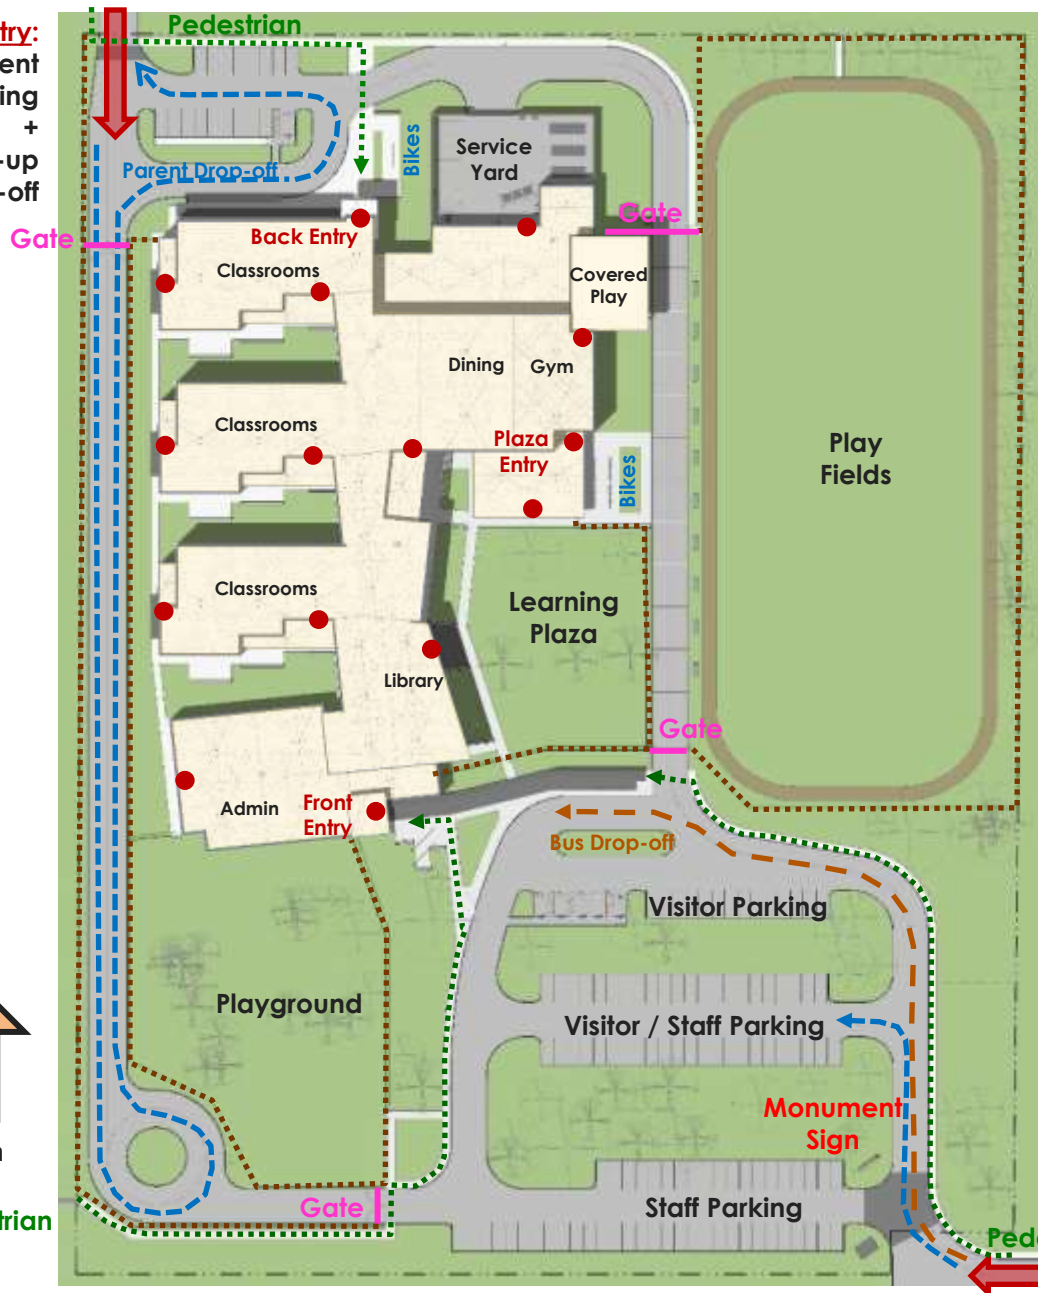 Pedestrian
try:
ent
ing
+
-up
-off
Parent Drop-off
Bikes
Service
Yard
Gate
Gate
Back Entry
Classrooms
Covered
Play
Dining
Gym
Classrooms
Plaza
Entry
Bikes
Play
Fields
Classrooms
Learning
Plaza
Library
Gate
Admin
Front
Entry
Bus Drop-off
Visitor Parking
Playground
Visitor / Staff Parking
Monument
Sign
n
Gate
Staff Parking
trian
Ped